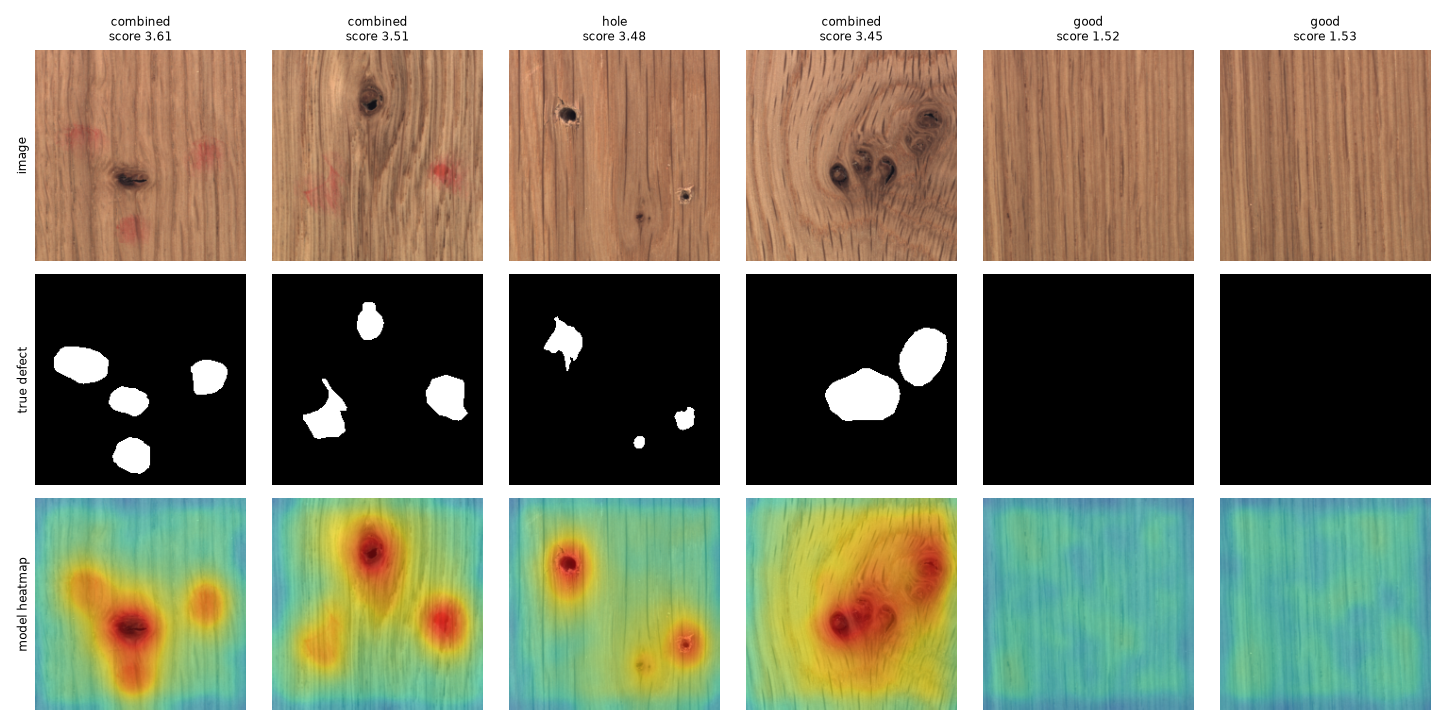 combined
score 3.61
combined
score 3.51
hole
score 3.48
combined
score 3.45
good
score 1.52
good
score 1.53
image
true defect
model heatmap